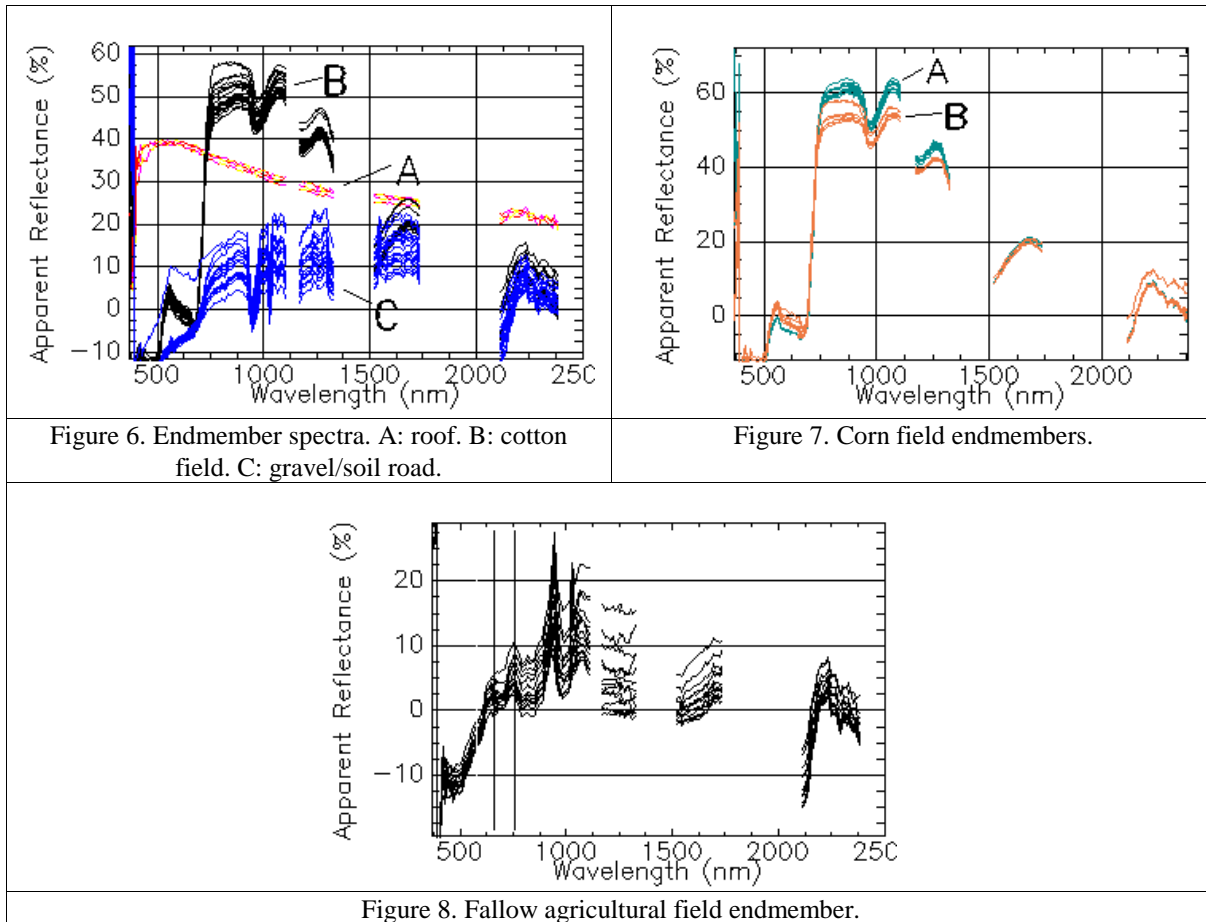 60
50
40
30
20
10
0
−10
Apparent Reflectance (%)
B
A
C
500 1000 1500 2000 250
Wavelength (nm)
Figure 6. Endmember spectra. A: roof. B: cotton
field. C: gravel/soil road.
60
40
20
0
Apparent Reflectance (%)
A
B
500 1000 1500 2000
Wavelength (nm)
Figure 7. Corn field endmembers.
20
10
0
−10
Apparent Reflectance (%)
500 1000 1500 2000 250
Wavelength (nm)
Figure 8. Fallow agricultural field endmember.